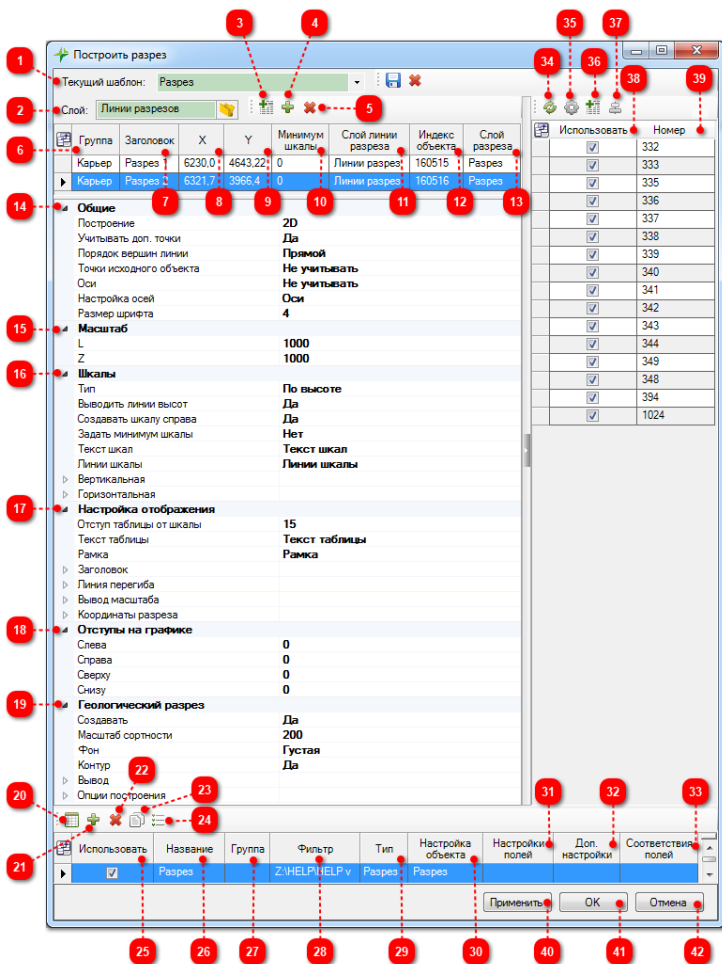 3 4 35 36 37
Построить разрез
1 34 38 39
Текущий шаблон: Разрез
2 Слой: Линии разрезов 5
Использовать Номер
6 Группа Заголовок X Y Минимум шкалы Слой линии разреза Индекс объекта Слой разреза
Карьер Разрез 1 6230,0 4643,22 0 Линии разрез 160515 Разрез
Карьер Разрез 2 6321,7 3966,4 0 Линии разрез 160516 Разрез
7 8 9 10 11 12 13
332
333
335
336
337
338
339
340
341
342
343
344
349
348
394
1024
14 Общие
Построение 2D
Учитывать доп. точки Да
Порядок вершин линии Прямой
Точки исходного объекта Не учитывать
Оси Не учитывать
Настройка осей Оси
Размер шрифта 4
15 Масштаб
L 1000
Z 1000
16 Шкалы
Тип По высоте
Выводить линии высот Да
Создавать шкалу справа Да
Задать минимум шкалы Нет
Текст шкал Текст шкал
Линии шкалы Линии шкалы
Вертикальная
Горизонтальная
17 Настройка отображения
Отступ таблицы от шкалы 15
Текст таблицы Текст таблицы
Рамка Рамка
Заголовок
Линия перегиба
Вывод масштаба
Координаты разреза
18 Отступы на графике
Слева 0
Справа 0
Сверху 0
Снизу 0
19 Геологический разрез
Создавать Да
Масштаб сортности 200
Фон Густая
Контур Да
Вывод
Опции построения
20 21 22 23 24 31 32 33
Использовать Название Группа Фильтр Тип Настройка объекта Настройки полей Доп. настройки Соответствия полей
Разрез Z:\HELP\HELP v Разрез Разрез
Применить OK Отмена
25 26 27 28 29 30 40 41 42